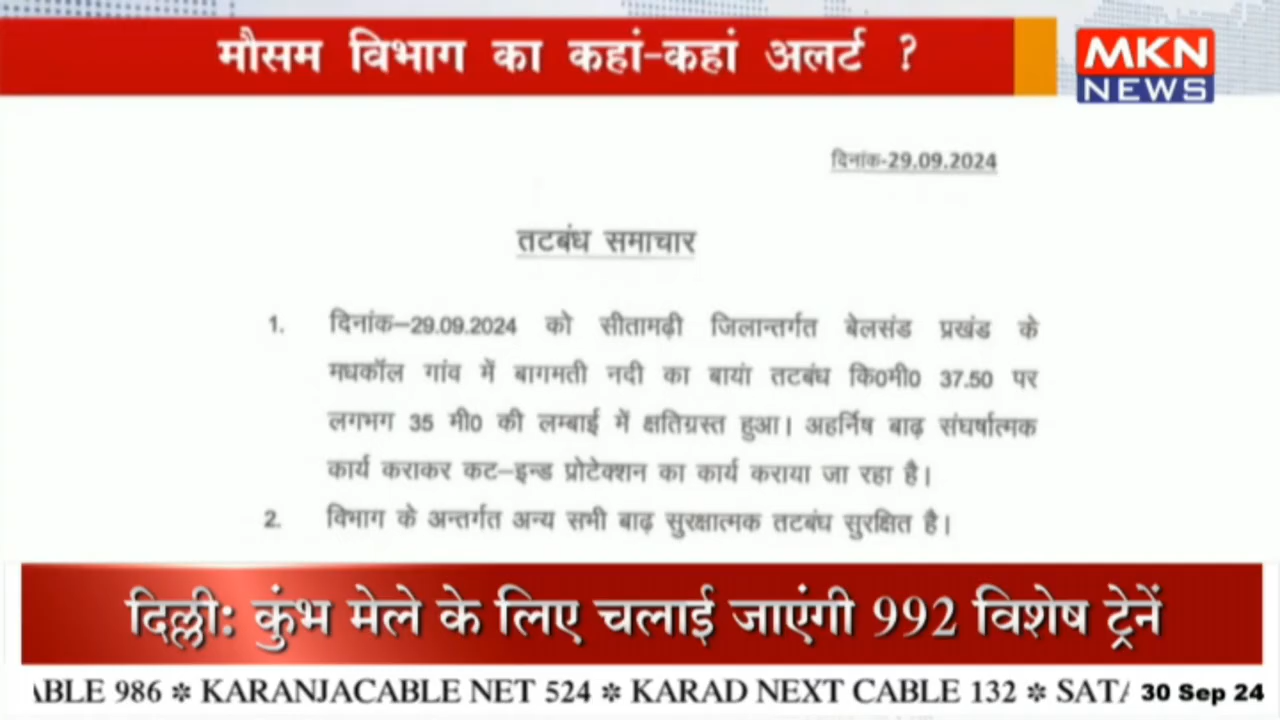 मौसम विभाग का कहां-कहां अलर्ट ?
MKN
NEWS
दिनांक-29.09.2024
तटबंध समाचार
1. दिनांक–29.09.2024 को सीतामढ़ी जिलान्तर्गत बेलसंड प्रखंड के
मधकॉल गांव में बागमती नदी का बायां तटबंध कि0मी0 37.50 पर
लगभग 35 मी0 की लम्बाई में क्षतिग्रस्त हुआ। अहर्निष बाढ़ संघर्षात्मक
कार्य कराकर कट–इन्ड प्रोटेक्शन का कार्य कराया जा रहा है।
2. विभाग के अन्तर्गत अन्य सभी बाढ़ सुरक्षात्मक तटबंध सुरक्षित है।
दिल्ली: कुंभ मेले के लिए चलाई जाएंगी 992 विशेष ट्रेनें
ABLE 986 ✲ KARANJACABLE NET 524 ✲ KARAD NEXT CABLE 132 ✲ SATA 30 Sep 24